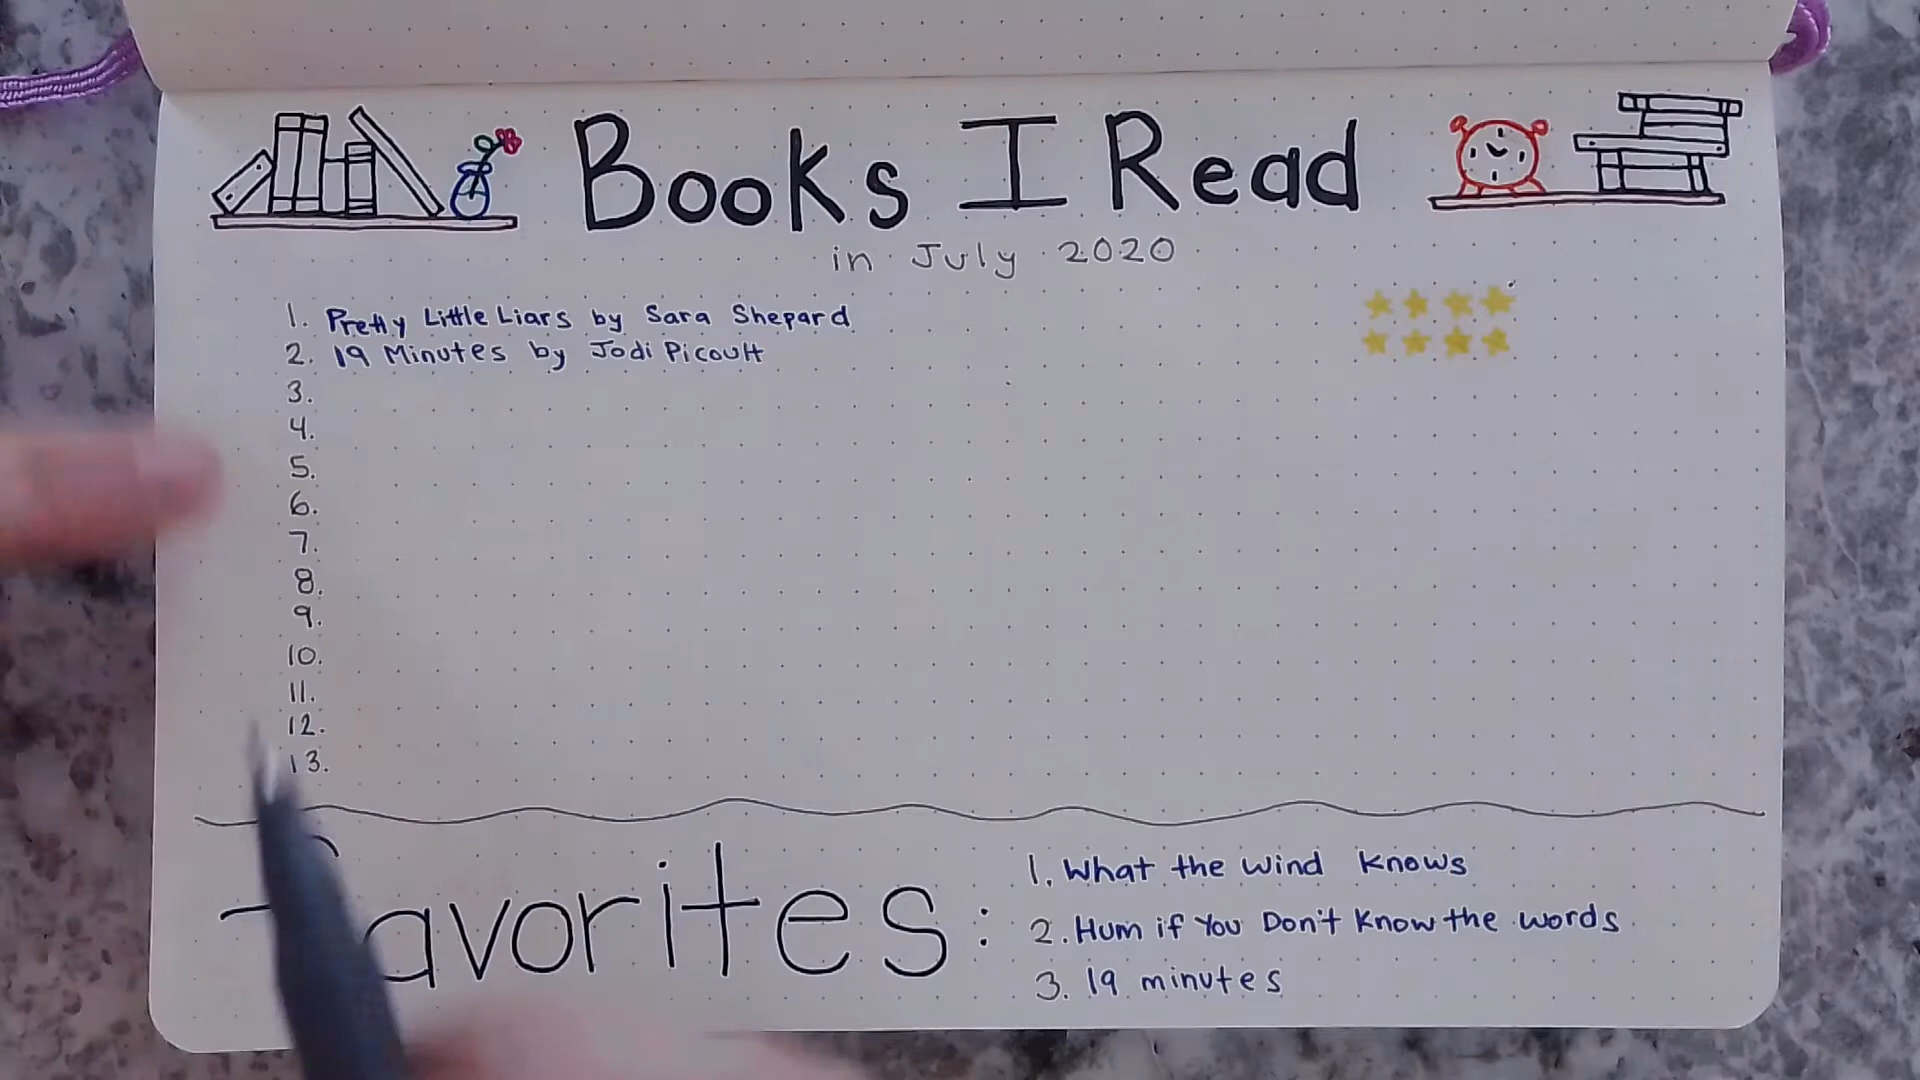 Books I Read
in July 2020
1. Pretty Little Liars by Sara Shepard
2. 19 Minutes by Jodi Picoult
3.
4.
5.
6.
7.
8.
9.
10.
11.
12.
13.
favorites:
1. What the Wind Knows
2. Hum if You Don't Know the words
3. 19 minutes